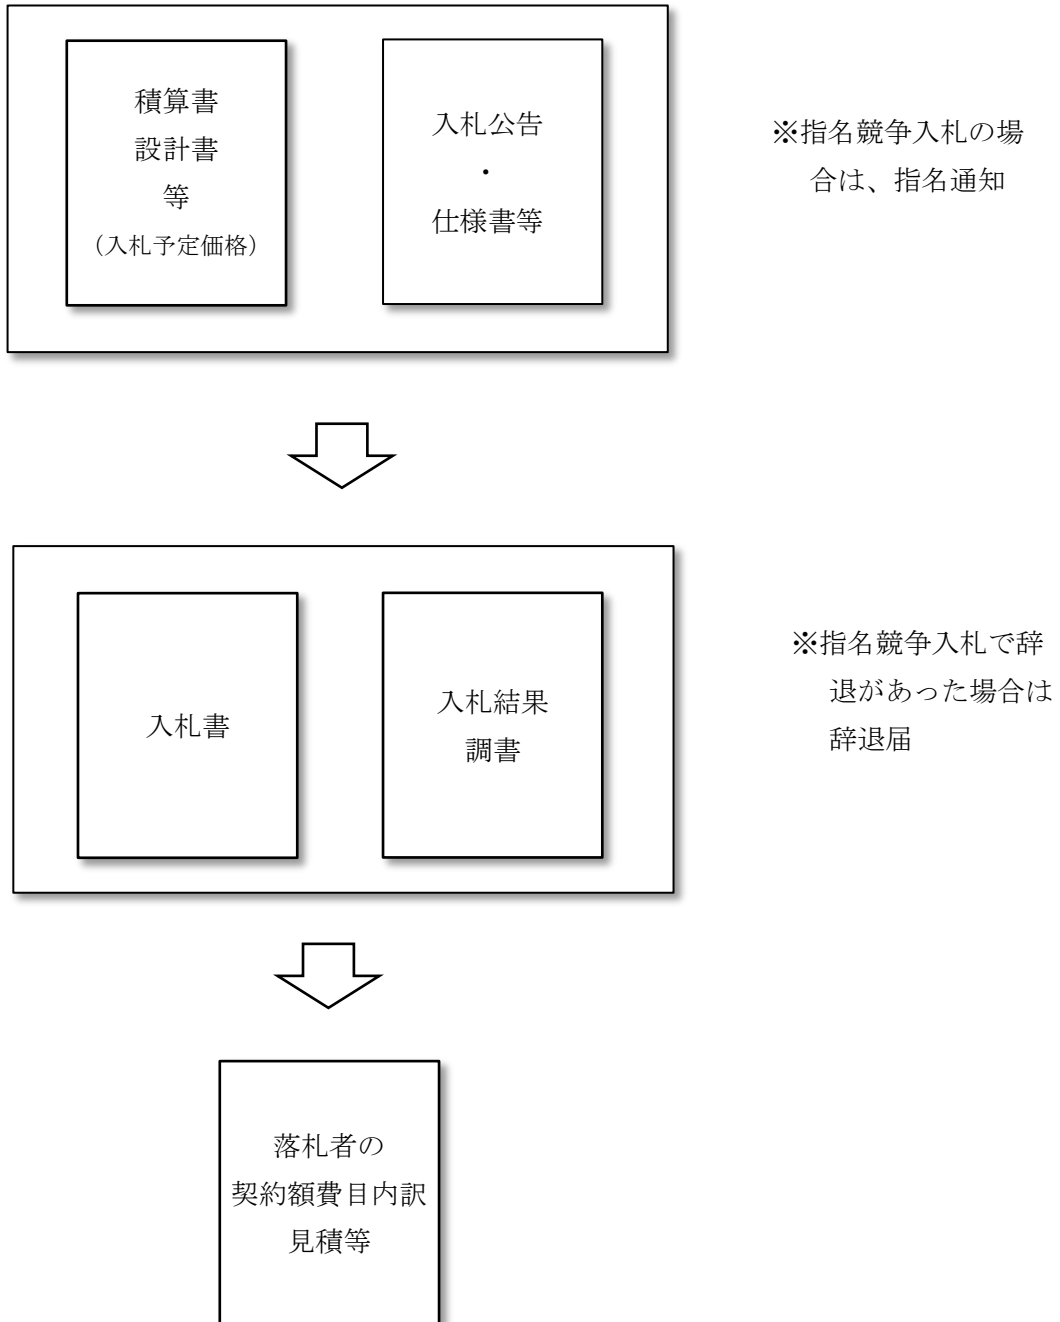 積算書
設計書
等
（入札予定価格）
入札公告
・
仕様書等
※指名競争入札の場
合は、指名通知
入札書
入札結果
調書
※指名競争入札で辞
退があった場合は
辞退届
落札者の
契約額費目内訳
見積等